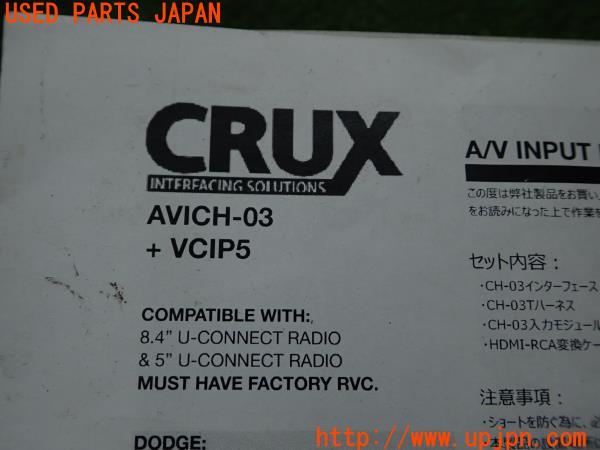 USED PARTS JAPAN
CRUX
INTERFACING SOLUTIONS
AVICH-03
+ VCIP5
COMPATIBLE WITH:,
8.4” U-CONNECT RADIO
& 5” U-CONNECT RADIO
MUST HAVE FACTORY RVC.
DODGE:
A/V INPUT
この度は弊社製品をお買い
をお読みになった上で作業を
セット内容：
・CH-03インターフェース
・CH-03Tハーネス
・CH-03入力モジュール
・HDMI-RCA変換ケー
注意事項：
・ショートを防ぐ為に、必
http://www.upjpn.com